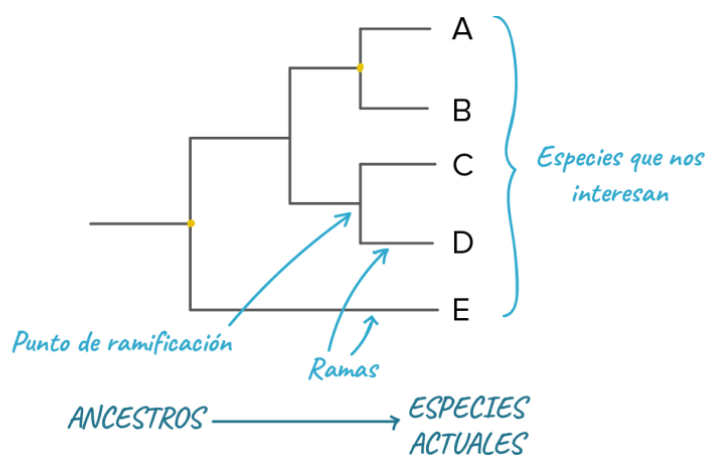 A
B
C
D
E
Especies que nos
interesan
Punto de ramificación
Ramas
ANCESTROS
ESPECIES
ACTUALES